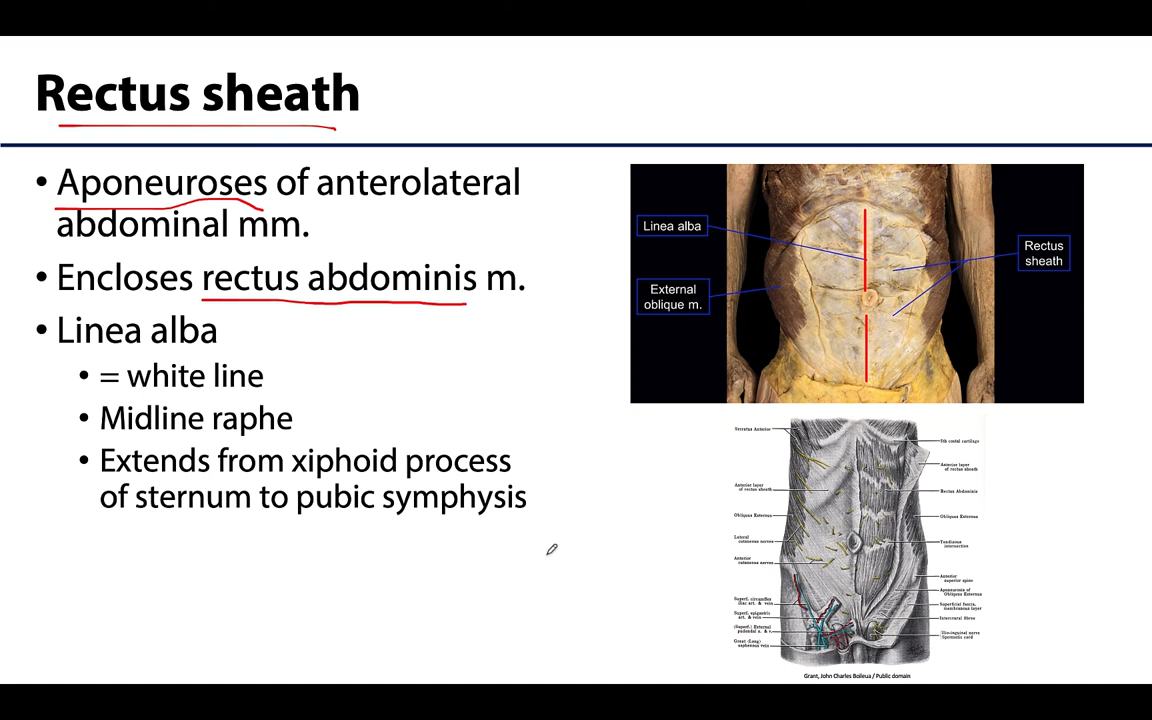 Rectus sheath
• Aponeuroses of anterolateral
abdominal mm.
• Encloses rectus abdominis m.
• Linea alba
• = white line
• Midline raphe
• Extends from xiphoid process
of sternum to pubic symphysis
Linea alba
External
oblique m.
Rectus
sheath
Serratus Anterior
Anterior layer
of rectus sheath
Obliquus Externus
Lateral
cutaneous nerves
Anterior
cutaneous nerves
Superf. circumflex
iliac art. & vein
Superf. epigastric
art. & vein
(Superf.) External
pudendal a. & v.
Great (Long)
saphenous vein
5th costal cartilage
Anterior layer
of rectus sheath
Rectus Abdominis
Obliquus Externus
Tendinous
intersection
Anterior
superior spine
Aponeurosis of
Obliquus Externus
Superficial fascia,
membranous layer
Intercrural fibres
Ilio-inguinal nerve
Spermatic cord
Grant, John Charles Boileua / Public domain